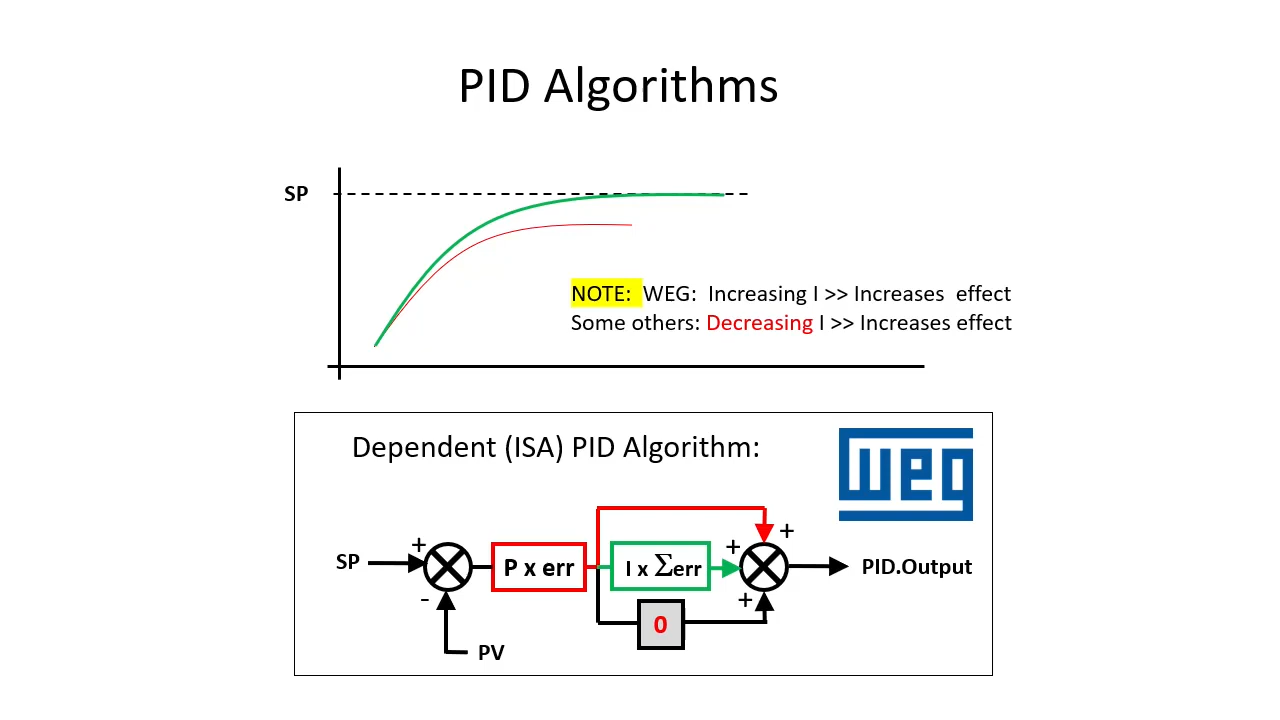 PID Algorithms
SP
NOTE: WEG: Increasing I >> Increases effect
Some others: Decreasing I >> Increases effect
Dependent (ISA) PID Algorithm:
weg
+
+
+
SP
P x err
I x Σerr
PID.Output
-
+
0
PV